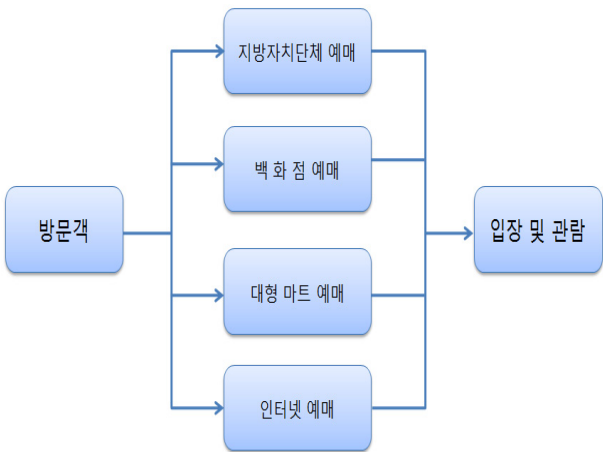 지방자치단체 예매
백 화 점 예매
방문객
입장 및 관람
대형 마트 예매
인터넷 예매